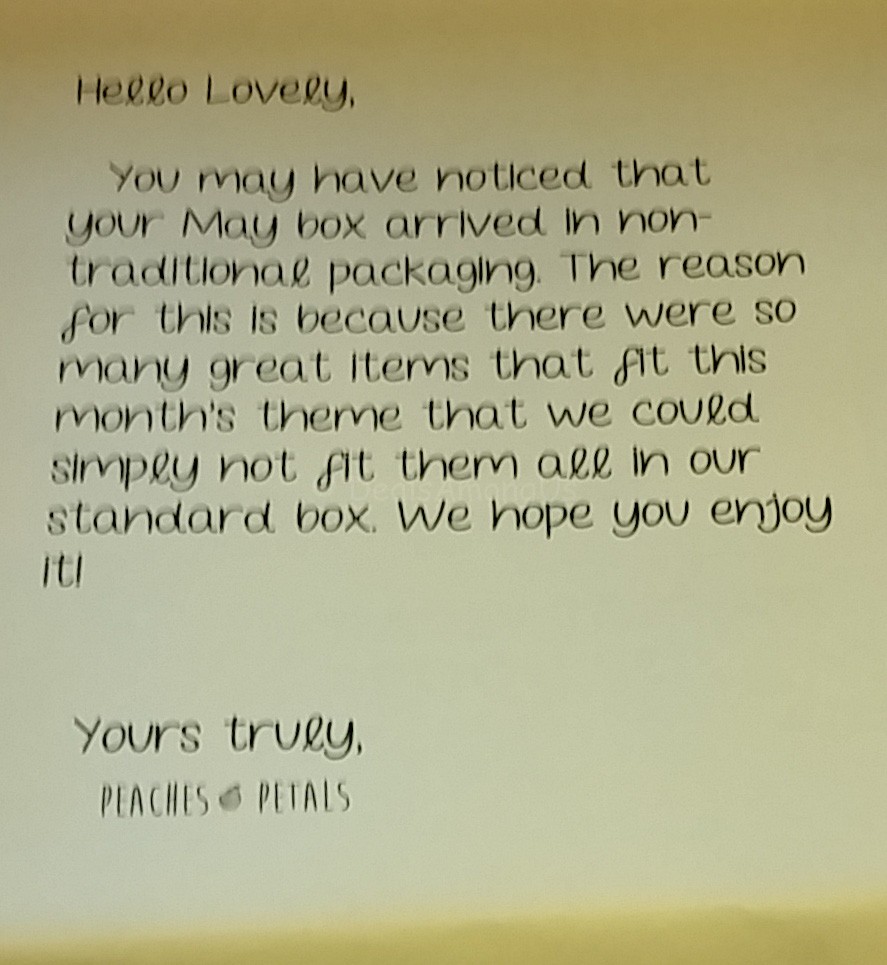 Hello Lovely,
You may have noticed that
your May box arrived in non-
traditional packaging. The reason
for this is because there were so
many great items that fit this
month's theme that we could
simply not fit them all in our
standard box. We hope you enjoy
it!
Yours truly,
PEACHES PETALS